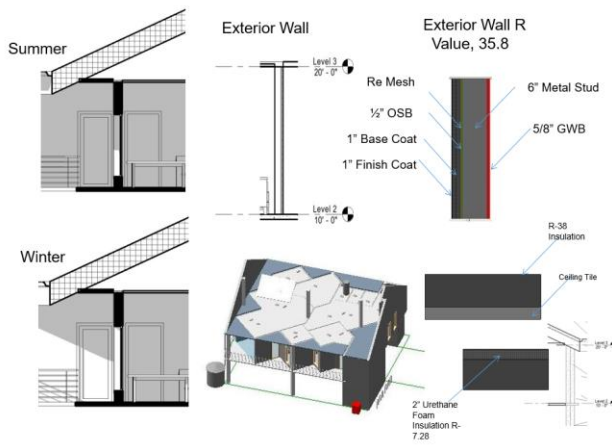 Summer
Exterior Wall
Exterior Wall R
Value, 35.8
Level 3
20' - 0"
Level 2
10' - 0"
Re Mesh
½" OSB
1" Base Coat
1" Finish Coat
6" Metal Stud
5/8" GWB
Winter
R-38
Insulation
Ceiling Tile
2" Urethane
Foam
Insulation R-
7.28